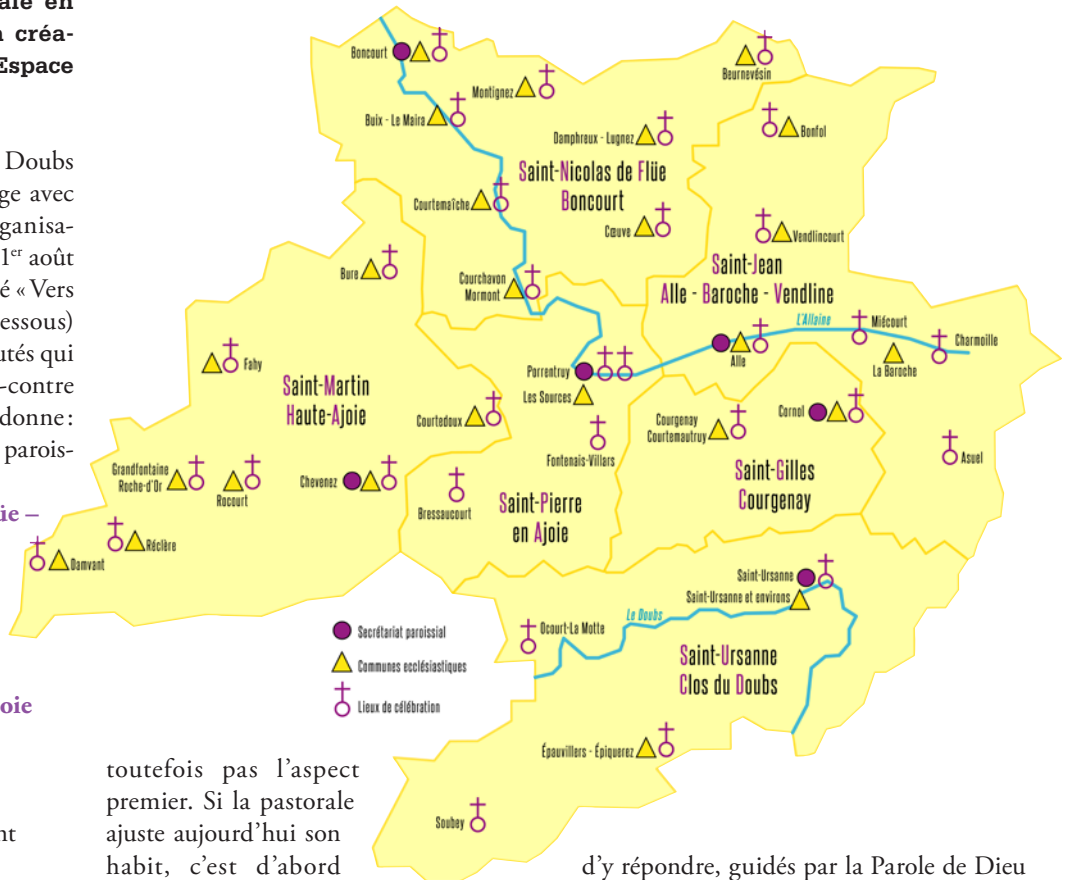 ale en
créa-
Espace
Doubs
ge avec
ganisa-
1er août
é « Vers
essous)
utés qui
-contre
donne :
parois-
ie –
oie
nt
Boncourt
Montignez
Beurnevésin
Buix - Le Maira
Damphreux - Lugnez
Bonfol
Saint-Nicolas de Flüe
Boncourt
Courtemaîche
Cœuve
Vendlincourt
Bure
Courchavon
Mormont
Saint-Jean
Alle - Baroche - Vendline
L'Allaine
Miécourt
Charmoille
Alle
La Baroche
Fahy
Porrentruy
Les Sources
Saint-Martin
Haute-Ajoie
Courtedoux
Courgenay
Courtemautruy
Cornol
Fontenais-Villars
Asuel
Grandfontaine
Roche-d'Or
Rocourt
Chevenez
Bressaucourt
Saint-Pierre
en Ajoie
Saint-Gilles
Courgenay
Réclère
Damvant
Saint-Ursanne
Saint-Ursanne et environs
Le Doubs
Ocourt-La Motte
Saint-Ursanne
Clos du Doubs
Secrétariat paroissial
Communes ecclésiastiques
Lieux de célébration
Épauvillers - Épiquerez
Soubey
toutefois pas l'aspect
premier. Si la pastorale
ajuste aujourd'hui son
habit, c'est d'abord
d'y répondre, guidés par la Parole de Dieu